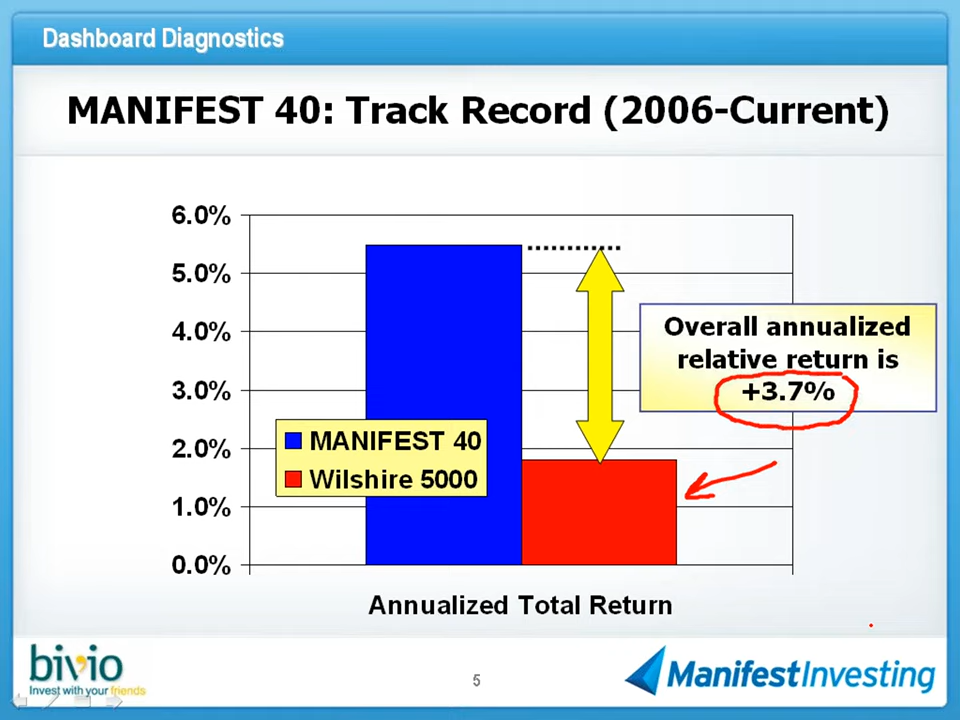 Dashboard Diagnostics
MANIFEST 40: Track Record (2006-Current)
6.0%
5.0%
4.0%
3.0%
2.0%
1.0%
0.0%
Overall annualized
relative return is
+3.7%
MANIFEST 40
Wilshire 5000
Annualized Total Return
bivio
Invest with your friends
5
ManifestInvesting